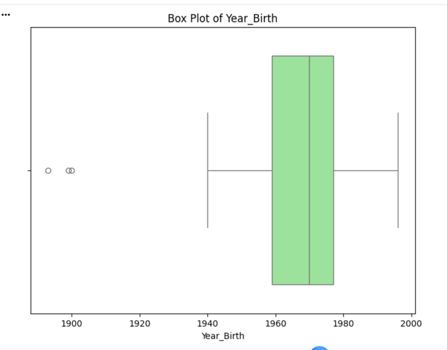 ...
Box Plot of Year_Birth
1900 1920 1940 1960 1980 2000
Year_Birth